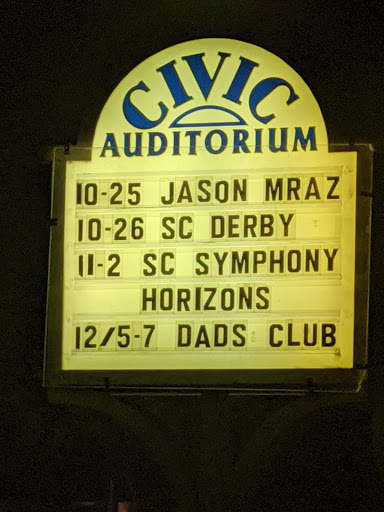 CIVIC
AUDITORIUM
10-25 JASON MRAZ
10-26 SC DERBY
11-2 SC SYMPHONY
HORIZONS
12/5-7 DADS CLUB